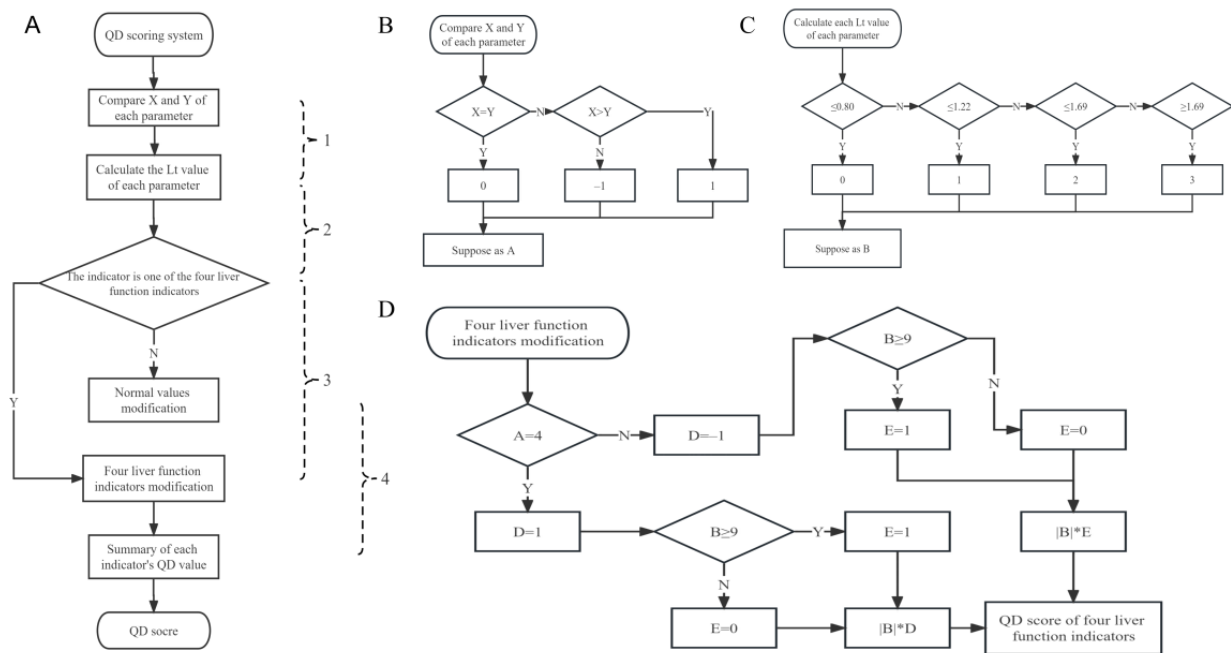 A
QD scoring system
Compare X and Y of
each parameter
Calculate the Lt value
of each parameter
The indicator is one of the four liver
function indicators
N
Normal values
modification
Y
Four liver function
indicators modification
Summary of each
indicator's QD value
QD socre
1
2
3
4
B
Compare X and Y
of each parameter
X=Y
N
X>Y
Y
Y
N
0
–1
1
Suppose as A
C
Calculate each Lt value
of each parameter
≤0.80
N
≤1.22
N
≤1.69
N
≥1.69
Y
Y
Y
Y
0
1
2
3
Suppose as B
D
Four liver function
indicators modification
B≥9
Y
N
A=4
N
D=–1
E=1
E=0
Y
D=1
B≥9
Y
E=1
|B|*E
N
E=0
|B|*D
QD score of four liver
function indicators